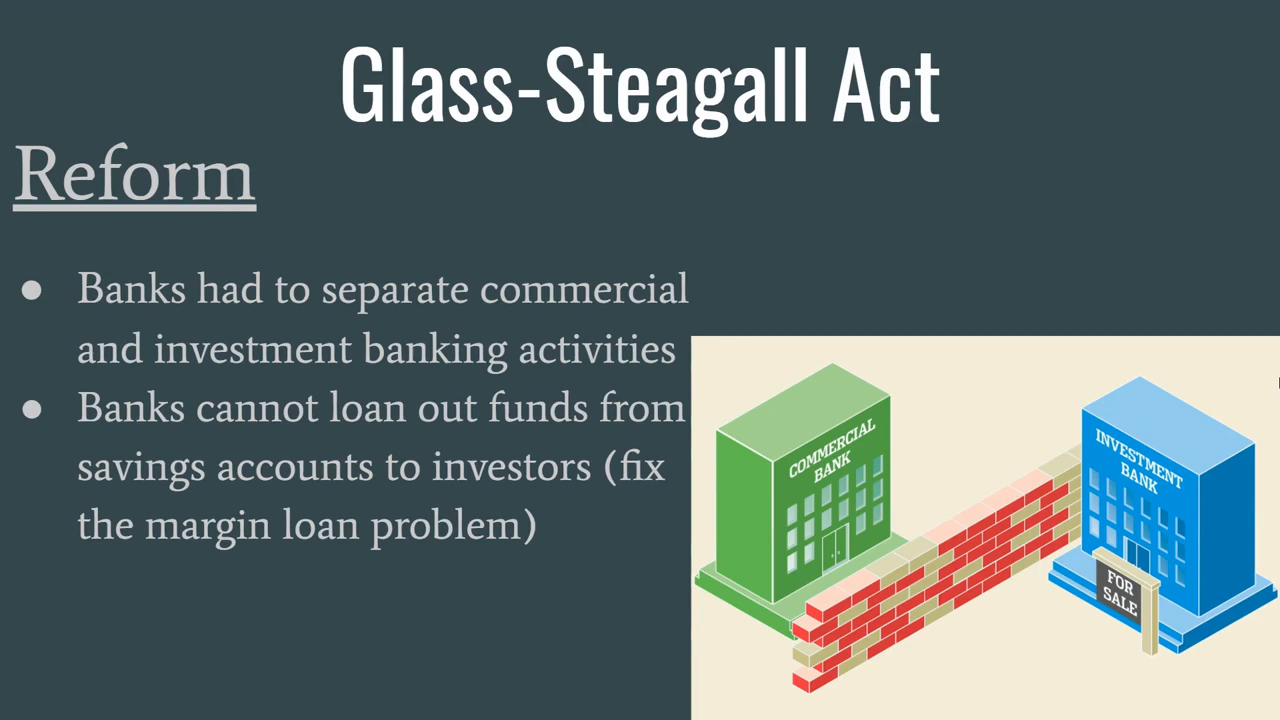 Glass-Steagall Act
Reform
● Banks had to separate commercial
and investment banking activities
● Banks cannot loan out funds from
savings accounts to investors (fix
the margin loan problem)
COMMERCIAL
BANK
INVESTMENT
BANK
FOR
SALE